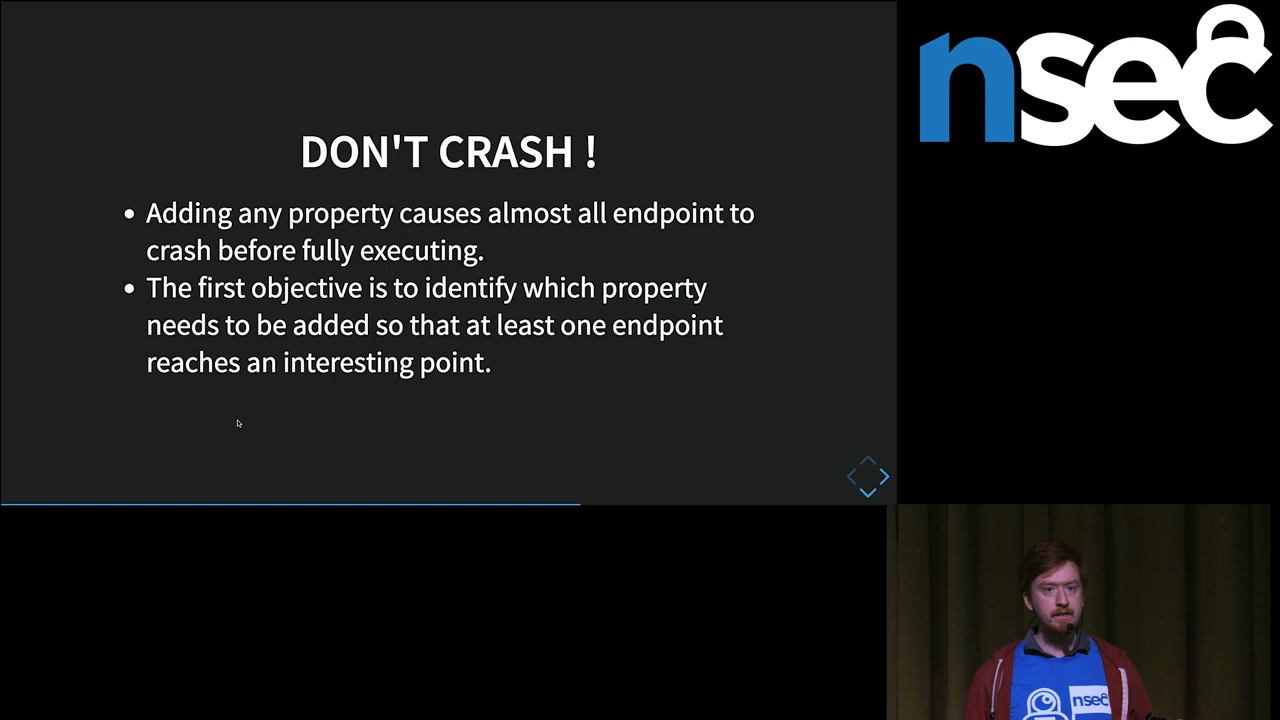 DON'T CRASH !
• Adding any property causes almost all endpoint to
crash before fully executing.
• The first objective is to identify which property
needs to be added so that at least one endpoint
reaches an interesting point.
nsec
nsec